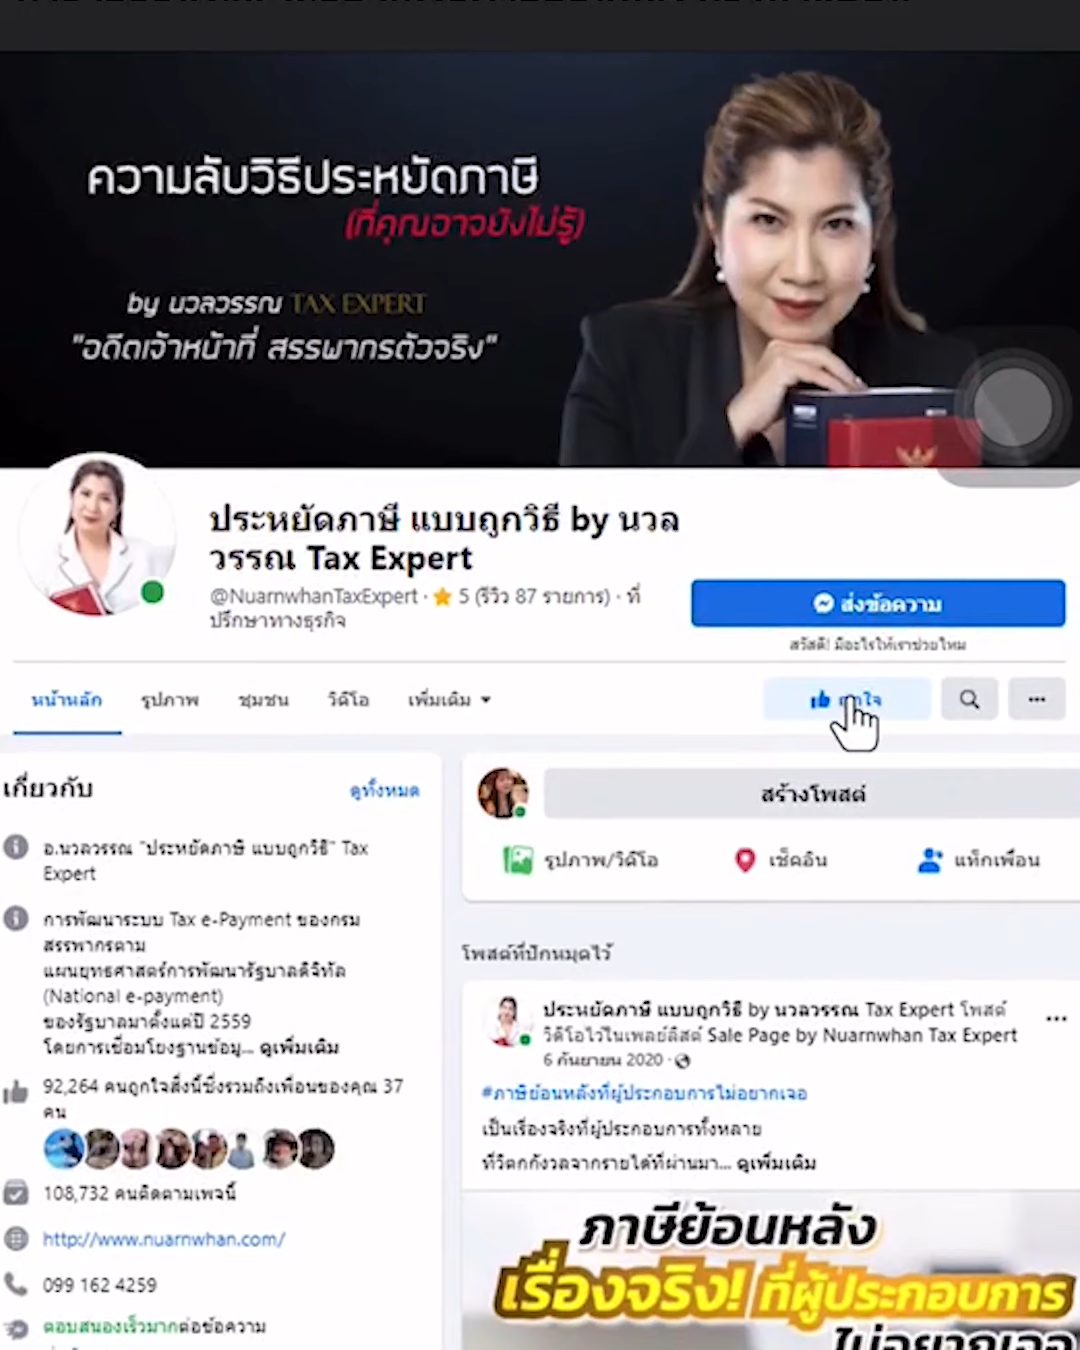 ความลับวิธีประหยัดภาษี
(ที่คุณอาจยังไม่รู้)
by นวลวรรณ TAX EXPERT
"อดีตเจ้าหน้าที่ สรรพากรตัวจริง"
ประหยัดภาษี แบบถูกวิธี by นวล
วรรณ Tax Expert
@NuarnwhanTaxExpert · 5 (รีวิว 87 รายการ) · ที่
ปรึกษาทางธุรกิจ
ส่งข้อความ
สวัสดี! มีอะไรให้เราช่วยไหม
หน้าหลัก รูปภาพ ชุมชน วิดีโอ เพิ่มเติม
เกี่ยวกับ ดูทั้งหมด
อ.นวลวรรณ "ประหยัดภาษี แบบถูกวิธี" Tax
Expert
การพัฒนาระบบ Tax e-Payment ของกรม
สรรพากรตาม
แผนยุทธศาสตร์การพัฒนารัฐบาลดิจิทัล
(National e-payment)
ของรัฐบาลมาตั้งแต่ปี 2559
โดยการเชื่อมโยงฐานข้อมู... ดูเพิ่มเติม
92,264 คนถูกใจสิ่งนี้ซึ่งรวมถึงเพื่อนของคุณ 37
คน
108,732 คนติดตามเพจนี้
http://www.nuarnwhan.com/
099 162 4259
ตอบสนองเร็วมากต่อข้อความ
สร้างโพสต์
รูปภาพ/วิดีโอ เช็คอิน แท็กเพื่อน
โพสต์ที่ปักหมุดไว้
ประหยัดภาษี แบบถูกวิธี by นวลวรรณ Tax Expert โพสต์
วิดีโอไว้ในเพลย์ลิสต์ Sale Page by Nuarnwhan Tax Expert
6 กันยายน 2020 ·
#ภาษีย้อนหลังที่ผู้ประกอบการไม่อยากเจอ
เป็นเรื่องจริงที่ผู้ประกอบการทั้งหลาย
ที่วิตกกังวลจากรายได้ที่ผ่านมา... ดูเพิ่มเติม
ภาษีย้อนหลัง
เรื่องจริง! ที่ผู้ประกอบการ
ไม่อยากเจอ